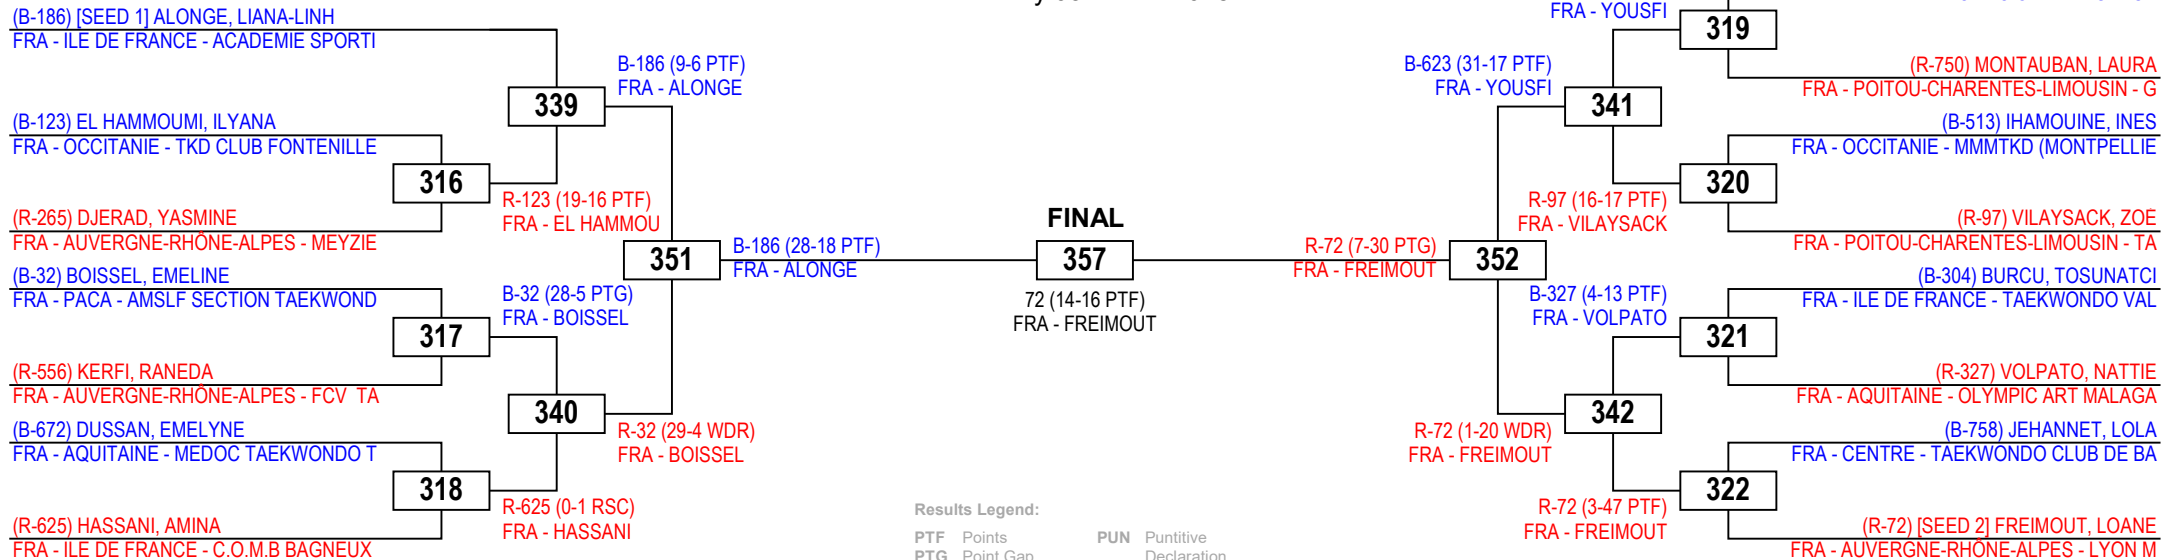 (B-186) [SEED 1] ALONGE, LIANA-LINH
FRA - ILE DE FRANCE - ACADEMIE SPORTI
(B-123) EL HAMMOUMI, ILYANA
FRA - OCCITANIE - TKD CLUB FONTENILLE
(R-265) DJERAD, YASMINE
FRA - AUVERGNE-RHÔNE-ALPES - MEYZIE
(B-32) BOISSEL, EMELINE
FRA - PACA - AMSLF SECTION TAEKWOND
(R-556) KERFI, RANEDA
FRA - AUVERGNE-RHÔNE-ALPES - FCV TA
(B-672) DUSSAN, EMELYNE
FRA - AQUITAINE - MEDOC TAEKWONDO T
(R-625) HASSANI, AMINA
FRA - ILE DE FRANCE - C.O.M.B BAGNEUX
316
317
318
R-123 (19-16 PTF)
FRA - EL HAMMOU
B-32 (28-5 PTG)
FRA - BOISSEL
R-625 (0-1 RSC)
FRA - HASSANI
339
340
B-186 (9-6 PTF)
FRA - ALONGE
R-32 (29-4 WDR)
FRA - BOISSEL
351
B-186 (28-18 PTF)
FRA - ALONGE
FINAL
357
72 (14-16 PTF)
FRA - FREIMOUT
Results Legend:
PTF Points
PUN Puntitive
PTG Point Gap
Declaration
R-72 (7-30 PTG)
FRA - FREIMOUT
352
B-623 (31-17 PTF)
FRA - YOUSFI
R-72 (1-20 WDR)
FRA - FREIMOUT
341
342
FRA - YOUSFI
R-97 (16-17 PTF)
FRA - VILAYSACK
B-327 (4-13 PTF)
FRA - VOLPATO
R-72 (3-47 PTF)
FRA - FREIMOUT
319
320
321
322
(R-750) MONTAUBAN, LAURA
FRA - POITOU-CHARENTES-LIMOUSIN - G
(B-513) IHAMOUINE, INES
FRA - OCCITANIE - MMMTKD (MONTPELLIE
(R-97) VILAYSACK, ZOE
FRA - POITOU-CHARENTES-LIMOUSIN - TA
(B-304) BURCU, TOSUNATCI
FRA - ILE DE FRANCE - TAEKWONDO VAL
(R-327) VOLPATO, NATTIE
FRA - AQUITAINE - OLYMPIC ART MALAGA
(B-758) JEHANNET, LOLA
FRA - CENTRE - TAEKWONDO CLUB DE BA
(R-72) [SEED 2] FREIMOUT, LOANE
FRA - AUVERGNE-RHÔNE-ALPES - LYON M